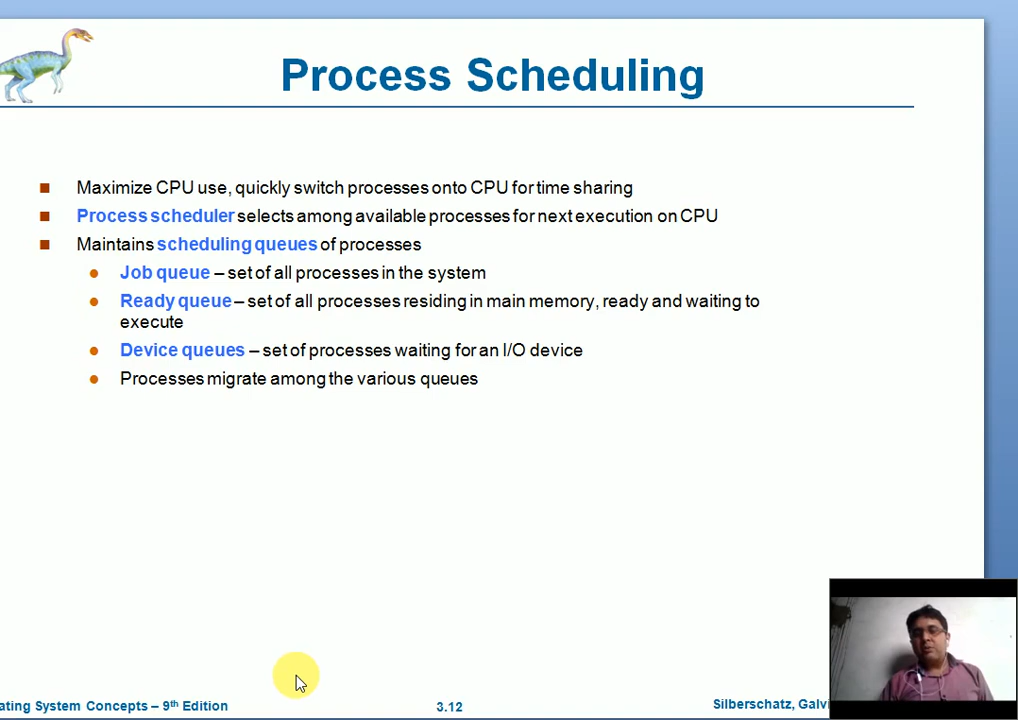 Process Scheduling
Maximize CPU use, quickly switch processes onto CPU for time sharing
Process scheduler selects among available processes for next execution on CPU
Maintains scheduling queues of processes
Job queue – set of all processes in the system
Ready queue – set of all processes residing in main memory, ready and waiting to
execute
Device queues – set of processes waiting for an I/O device
Processes migrate among the various queues
ating System Concepts – 9th Edition 3.12 Silberschatz, Galvi